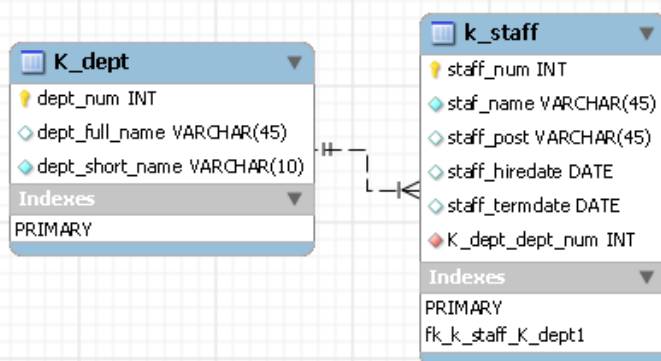 K_dept
dept_num INT
dept_full_name VARCHAR(45)
dept_short_name VARCHAR(10)
Indexes
PRIMARY
k_staff
staff_num INT
staf_name VARCHAR(45)
staff_post VARCHAR(45)
staff_hiredate DATE
staff_termdate DATE
K_dept_dept_num INT
Indexes
PRIMARY
fk_k_staff_K_dept1